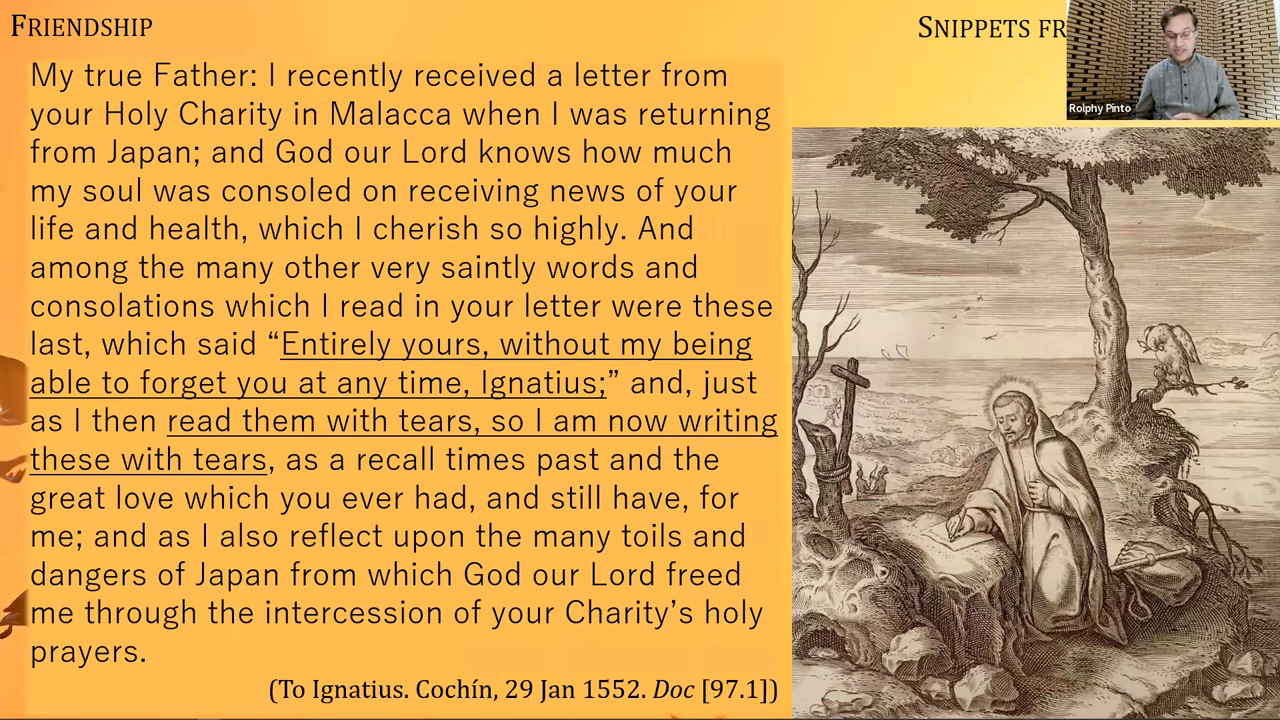 FRIENDSHIP
SNIPPETS FR
Rolphy Pinto
My true Father: I recently received a letter from
your Holy Charity in Malacca when I was returning
from Japan; and God our Lord knows how much
my soul was consoled on receiving news of your
life and health, which I cherish so highly. And
among the many other very saintly words and
consolations which I read in your letter were these
last, which said “Entirely yours, without my being
able to forget you at any time, Ignatius;” and, just
as I then read them with tears, so I am now writing
these with tears, as a recall times past and the
great love which you ever had, and still have, for
me; and as I also reflect upon the many toils and
dangers of Japan from which God our Lord freed
me through the intercession of your Charity’s holy
prayers.
(To Ignatius. Cochín, 29 Jan 1552. Doc [97.1])